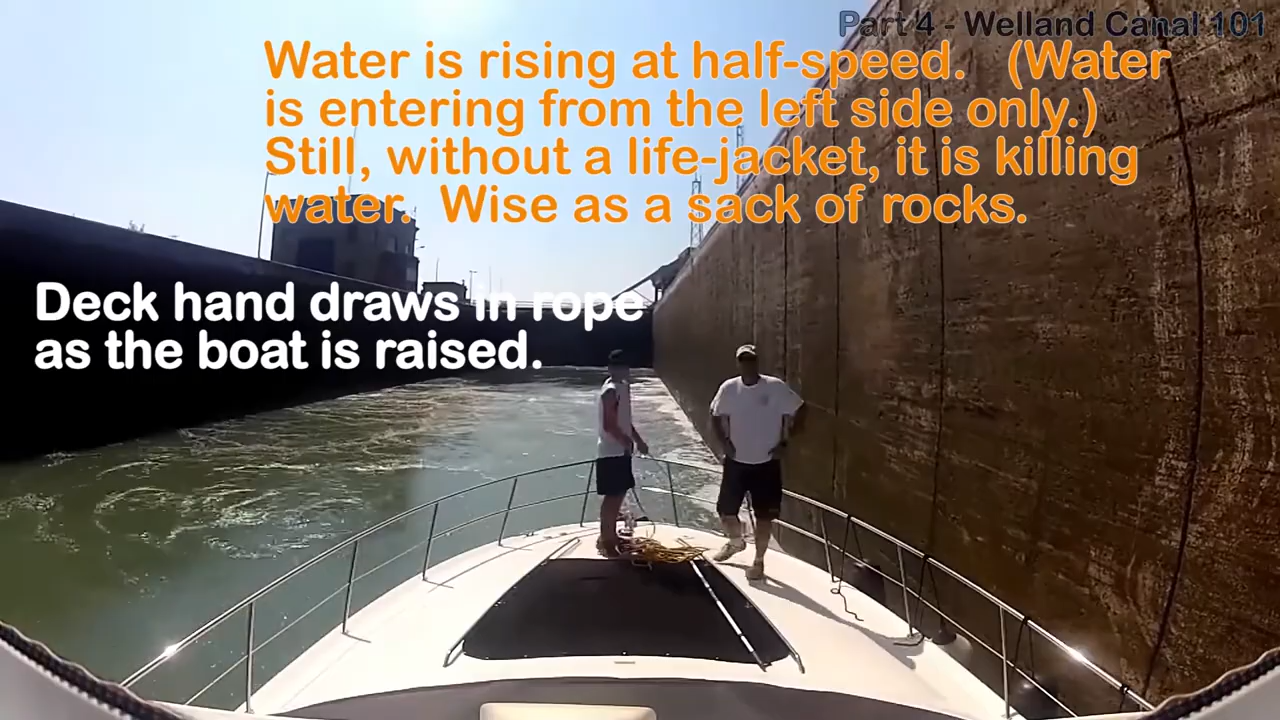 Part 4 - Welland Canal 101
Water is rising at half-speed. (Water
is entering from the left side only.)
Still, without a life-jacket, it is killing
water. Wise as a sack of rocks.
Deck hand draws in rope
as the boat is raised.